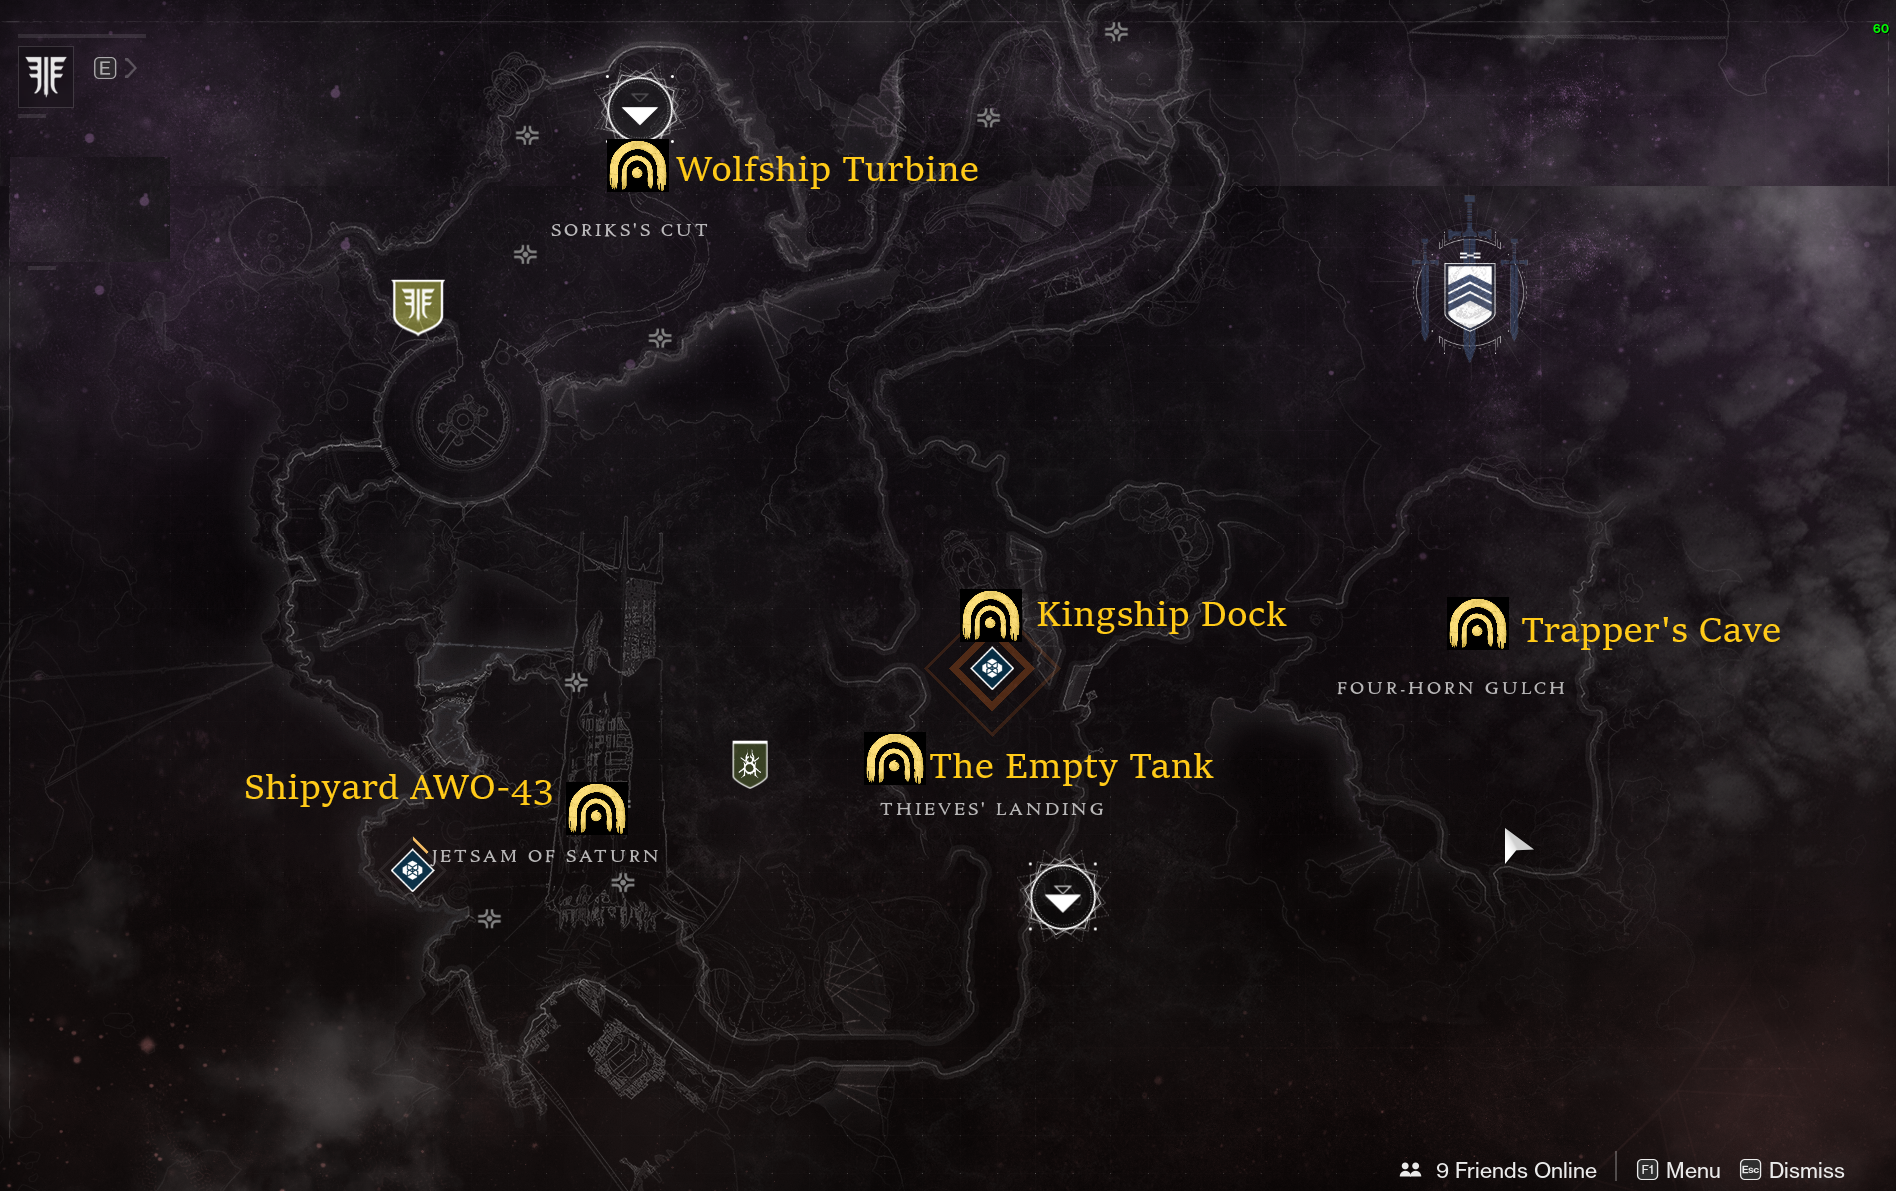 60
E
Wolfship Turbine
SORIKS'S CUT
Kingship Dock
Trapper's Cave
FOUR-HORN GULCH
The Empty Tank
THIEVES' LANDING
Shipyard AWO-43
JETSAM OF SATURN
9 Friends Online
F1 Menu
Esc Dismiss